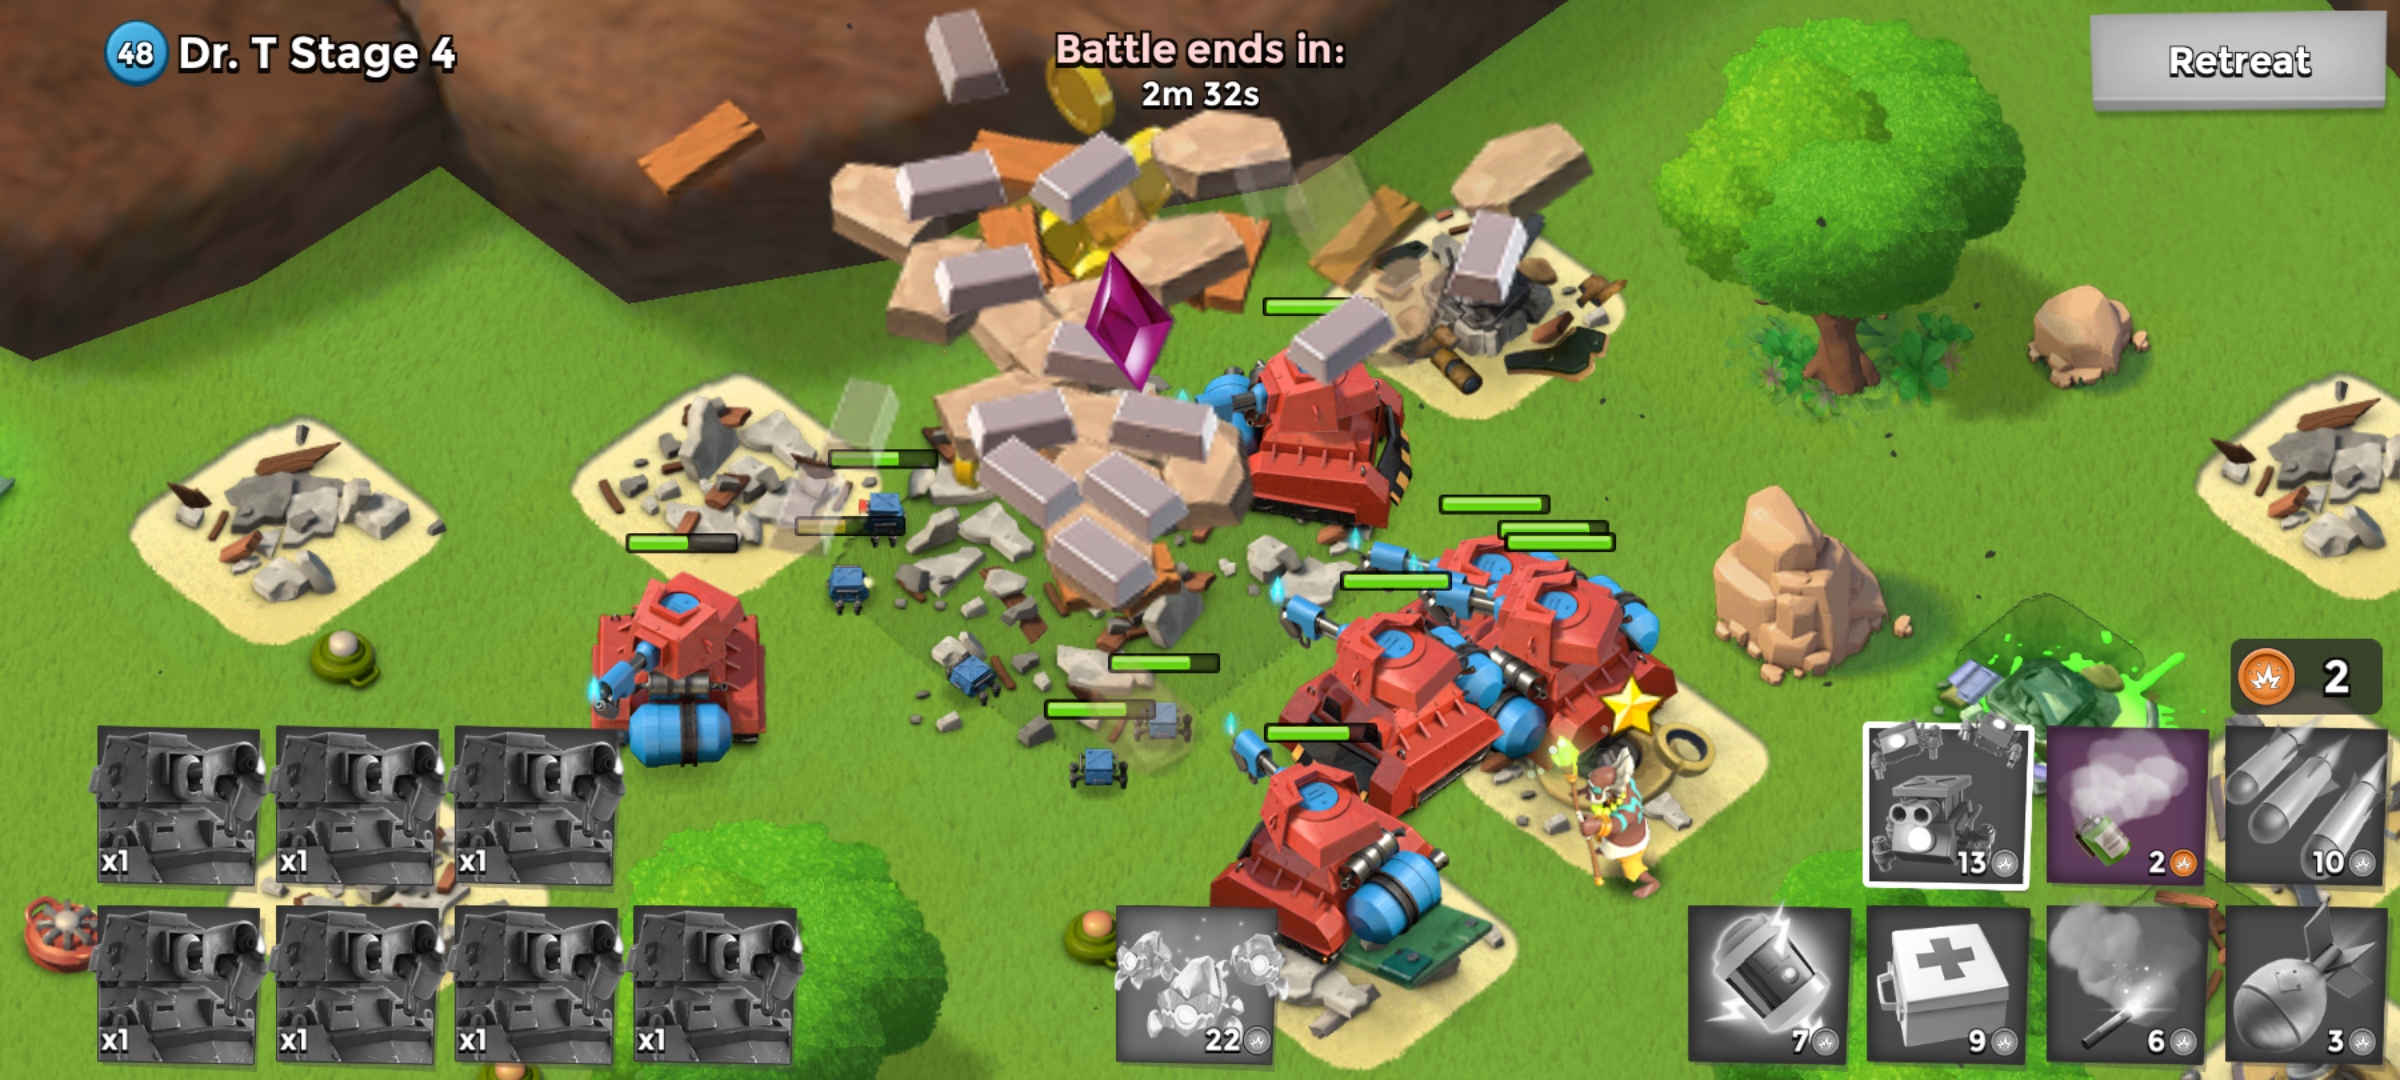 48 Dr. T Stage 4
Battle ends in:
2m 32s
Retreat
2
x1 x1 x1
13 2 10
x1 x1 x1 x1
22 7 9 6 3